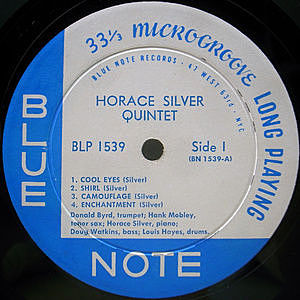 33⅓ MICROGROOVE LONG PLAYING
BLUE NOTE RECORDS · 47 WEST 63rd · NYC
HORACE SILVER
QUINTET
BLP 1539 Side 1
(BN 1539-A)
1. COOL EYES (Silver)
2. SHIRL (Silver)
3. CAMOUFLAGE (Silver)
4. ENCHANTMENT (Silver)
Donald Byrd, trumpet; Hank Mobley,
tenor sax; Horace Silver, piano;
Doug Watkins, bass; Louis Hayes, drums.
BLUE
NOTE